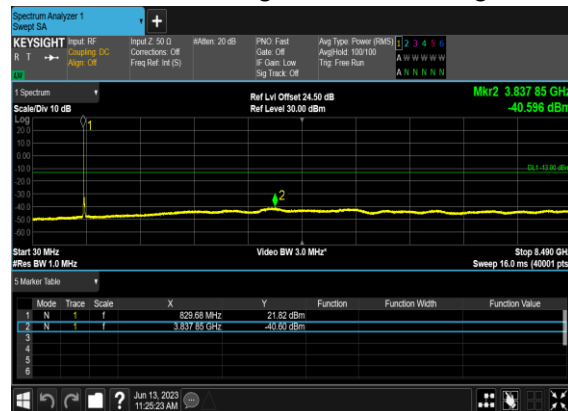 Spectrum Analyzer 1
Swept SA
+
KEYSIGHT Input: RF Input Z: 50 Ω #Atten: 20 dB PNO: Fast Avg Type: Power (RMS) 1 2 3 4 5 6
R T Coupling: DC Corrections: Off Gate: Off Avg|Hold: 100/100 A W W W W W
Align: Off Freq Ref: Int (S) IF Gain: Low Trig: Free Run
Sig Track: Off A N N N N N
1 Spectrum Ref Lvl Offset 24.50 dB Mkr2 3.837 85 GHz
Scale/Div 10 dB Ref Level 30.00 dBm -40.596 dBm
Log
20.0
10.0
0.00
-10.0
-20.0
-30.0
-40.0
-50.0
-60.0
1
2
DL1 -13.00 dBm
Start 30 MHz Video BW 3.0 MHz* Stop 8.490 GHz
#Res BW 1.0 MHz Sweep 16.0 ms (40001 pts)
5 Marker Table
Mode Trace Scale X Y Function Function Width Function Value
1 N 1 f 829.68 MHz 21.82 dBm
2 N 1 f 3.837 85 GHz -40.60 dBm
3
4
5
6
? Jun 13, 2023
11:25:23 AM